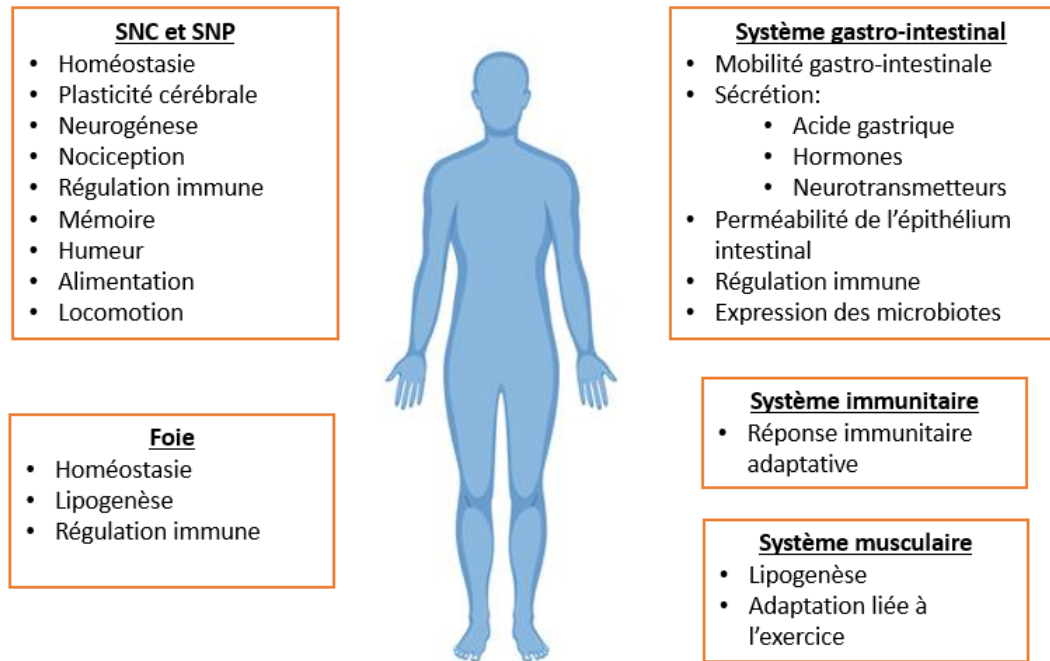 SNC et SNP
• Homéostasie
• Plasticité cérébrale
• Neurogénese
• Nociception
• Régulation immune
• Mémoire
• Humeur
• Alimentation
• Locomotion
Foie
• Homéostasie
• Lipogenèse
• Régulation immune
Système gastro-intestinal
• Mobilité gastro-intestinale
• Sécrétion:
• Acide gastrique
• Hormones
• Neurotransmetteurs
• Perméabilité de l’épithélium
intestinal
• Régulation immune
• Expression des microbiotes
Système immunitaire
• Réponse immunitaire
adaptative
Système musculaire
• Lipogenèse
• Adaptation liée à
l’exercice